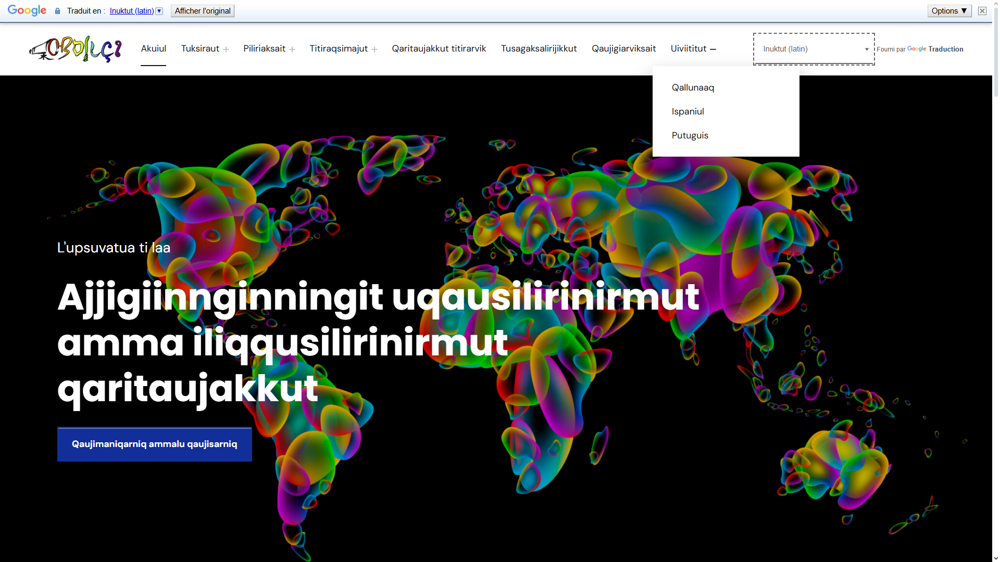 Google Traduit en : Inuktut (latin) Afficher l'original Options ▼
Akuiul Tuksiraut + Piliriaksait + Titiraqsimajut + Qaritaujakkut titirarvik Tusagaksalirijikkut Qaujigiarviksait Uiviititut – Inuktut (latin) Fourni par Google Traduction
Qallunaaq
Ispaniul
Putuguis
L'upsuvatua ti laa
Ajjigiinnginningit uqausilirinirmut
amma iliqqusilirinirmut
qaritaujakkut
Qaujimaniqarniq ammalu qaujisarniq